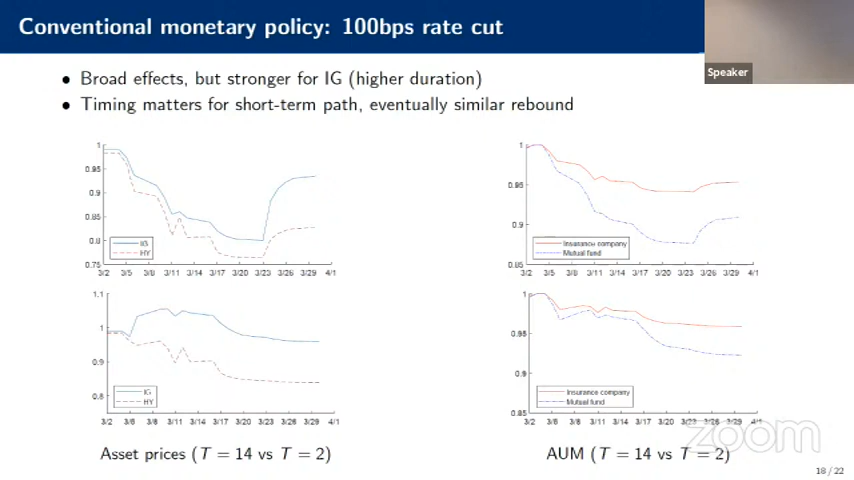 Conventional monetary policy: 100bps rate cut
Speaker
• Broad effects, but stronger for IG (higher duration)
• Timing matters for short-term path, eventually similar rebound
1
0.95
0.9
0.85
0.8
0.75
3/2 3/5 3/8 3/11 3/14 3/17 3/20 3/23 3/26 3/29 4/1
IG
HY
1
0.95
0.9
0.85
3/2 3/5 3/8 3/11 3/14 3/17 3/20 3/23 3/26 3/29 4/1
Insurance company
Mutual fund
1.1
1
0.9
0.8
3/2 3/8 3/11 3/14 3/17 3/20 3/23 3/26 3/29 4/1
IG
HY
1
0.95
0.9
0.85
3/2 3/8 3/11 3/14 3/17 3/20 3/23 3/26 3/29 4/1
Insurance company
Mutual fund
zoom
Asset prices (T = 14 vs T = 2)
AUM (T = 14 vs T = 2)
18 / 22